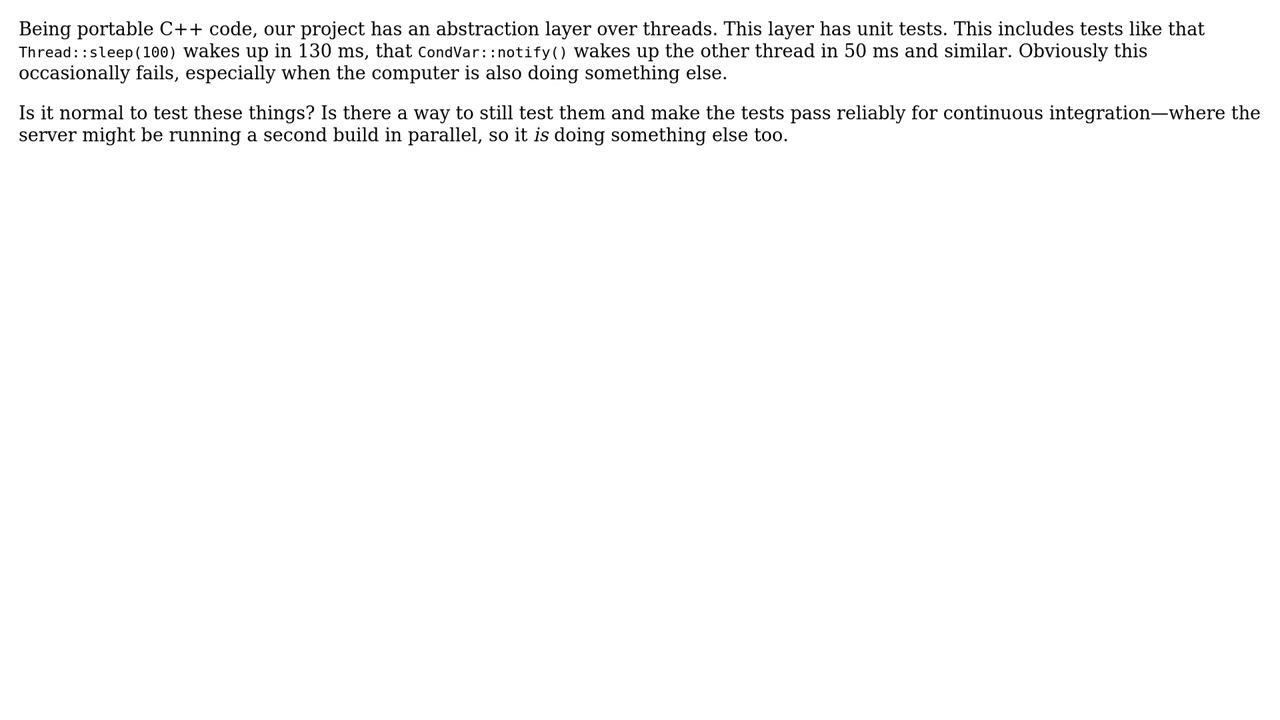 Being portable C++ code, our project has an abstraction layer over threads. This layer has unit tests. This includes tests like that
Thread::sleep(100) wakes up in 130 ms, that CondVar::notify() wakes up the other thread in 50 ms and similar. Obviously this
occasionally fails, especially when the computer is also doing something else.
Is it normal to test these things? Is there a way to still test them and make the tests pass reliably for continuous integration—where the
server might be running a second build in parallel, so it is doing something else too.